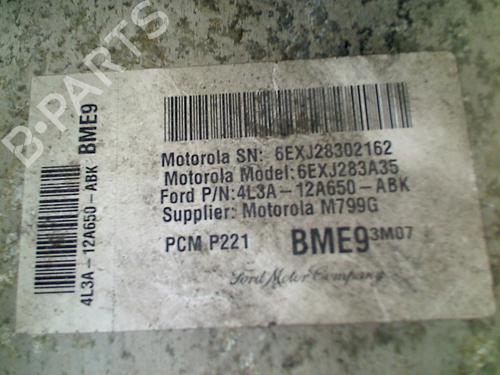 B-PARTS
4L3A-12A650-ABK BME9
Motorola SN: 6EXJ28302162
Motorola Model: 6EXJ283A35
Ford P/N: 4L3A-12A650-ABK
Supplier: Motorola M799G
PCM P221 BME9 3M07
Ford Motor Company